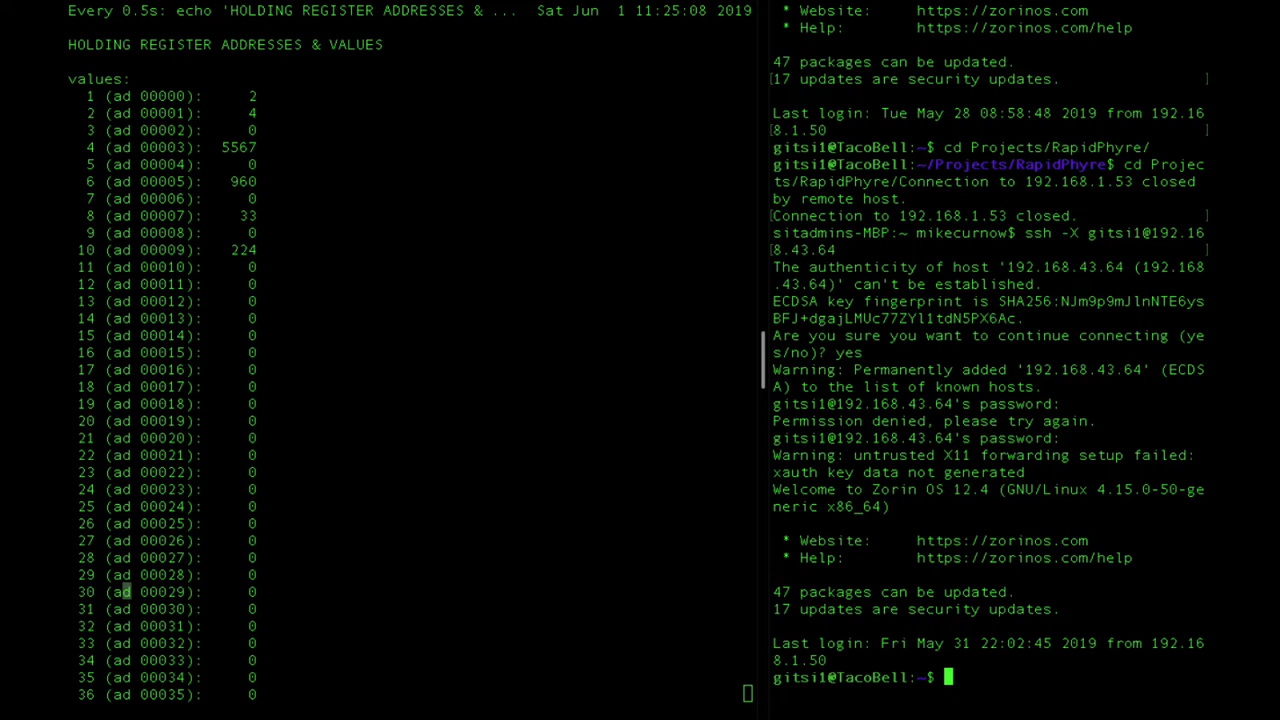 Every 0.5s: echo 'HOLDING REGISTER ADDRESSES & ...  Sat Jun  1 11:25:08 2019
HOLDING REGISTER ADDRESSES & VALUES
values:
1 (ad 00000):     2
2 (ad 00001):     4
3 (ad 00002):     0
4 (ad 00003):  5567
5 (ad 00004):     0
6 (ad 00005):   960
7 (ad 00006):     0
8 (ad 00007):    33
9 (ad 00008):     0
10 (ad 00009):   224
11 (ad 00010):     0
12 (ad 00011):     0
13 (ad 00012):     0
14 (ad 00013):     0
15 (ad 00014):     0
16 (ad 00015):     0
17 (ad 00016):     0
18 (ad 00017):     0
19 (ad 00018):     0
20 (ad 00019):     0
21 (ad 00020):     0
22 (ad 00021):     0
23 (ad 00022):     0
24 (ad 00023):     0
25 (ad 00024):     0
26 (ad 00025):     0
27 (ad 00026):     0
28 (ad 00027):     0
29 (ad 00028):     0
30 (ad 00029):     0
31 (ad 00030):     0
32 (ad 00031):     0
33 (ad 00032):     0
34 (ad 00033):     0
35 (ad 00034):     0
36 (ad 00035):     0
* Website:     https://zorinos.com
* Help:        https://zorinos.com/help
47 packages can be updated.
17 updates are security updates.
Last login: Tue May 28 08:58:48 2019 from 192.16
8.1.50
gitsi1@TacoBell:~$ cd Projects/RapidPhyre/
gitsi1@TacoBell:~/Projects/RapidPhyre$ cd Projec
ts/RapidPhyre/Connection to 192.168.1.53 closed
by remote host.
Connection to 192.168.1.53 closed.
sitadmins-MBP:~ mikecurnow$ ssh -X gitsi1@192.16
8.43.64
The authenticity of host '192.168.43.64 (192.168
.43.64)' can't be established.
ECDSA key fingerprint is SHA256:NJm9p9mJlnNTE6ys
BFJ+dgajLMUc77ZYl1tdN5PX6Ac.
Are you sure you want to continue connecting (ye
s/no)? yes
Warning: Permanently added '192.168.43.64' (ECDS
A) to the list of known hosts.
gitsi1@192.168.43.64's password:
Permission denied, please try again.
gitsi1@192.168.43.64's password:
Warning: untrusted X11 forwarding setup failed:
xauth key data not generated
Welcome to Zorin OS 12.4 (GNU/Linux 4.15.0-50-ge
neric x86_64)
* Website:     https://zorinos.com
* Help:        https://zorinos.com/help
47 packages can be updated.
17 updates are security updates.
Last login: Fri May 31 22:02:45 2019 from 192.16
8.1.50
gitsi1@TacoBell:~$